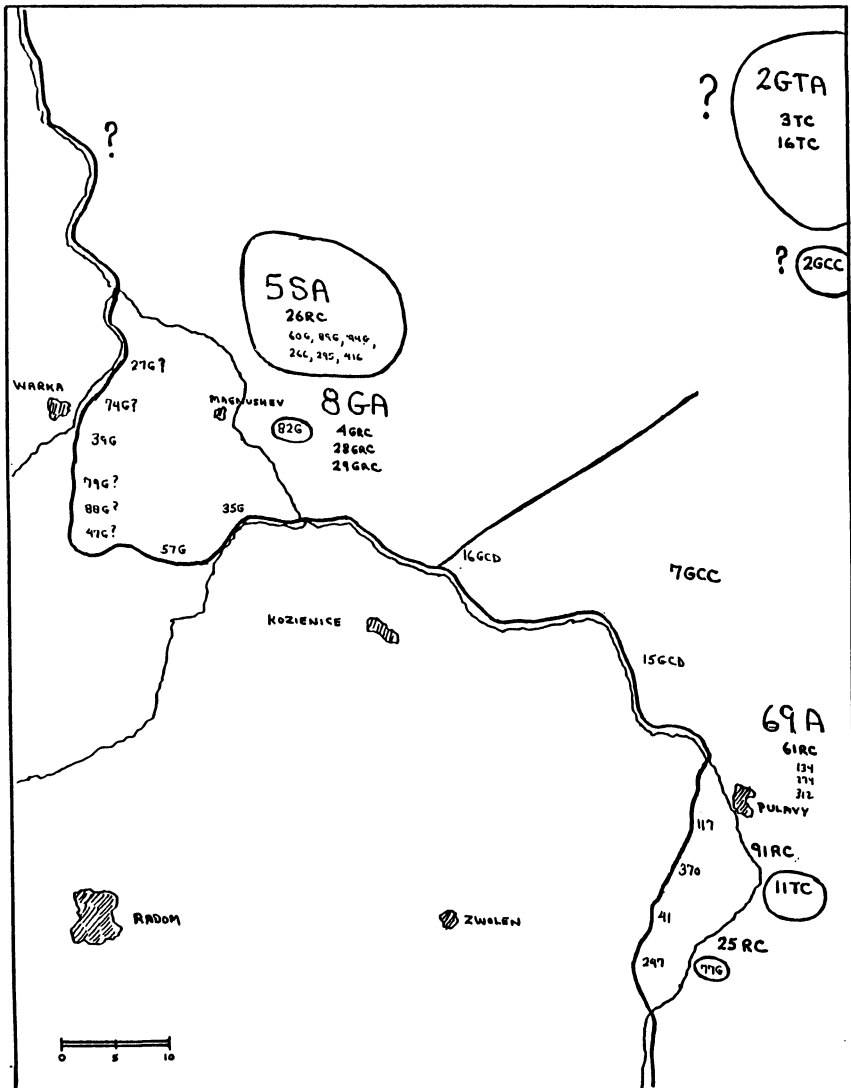 2GTA
3TC
16TC
?
?
?
2GCC
5SA
26RC
60G, 89G, 94G,
266, 295, 416
27G?
WARKA
74G?
MAGNUSHEV
8GA
82G
4GRC
28GRC
29GRC
39G
79G?
88G?
35G
47G?
57G
16GCD
7GCC
KOZIENICE
15GCD
69A
61RC
134
274
312
PULAVY
117
91RC
370
11TC
RADOM
ZWOLEN
41
25RC
247
77G
0 5 10